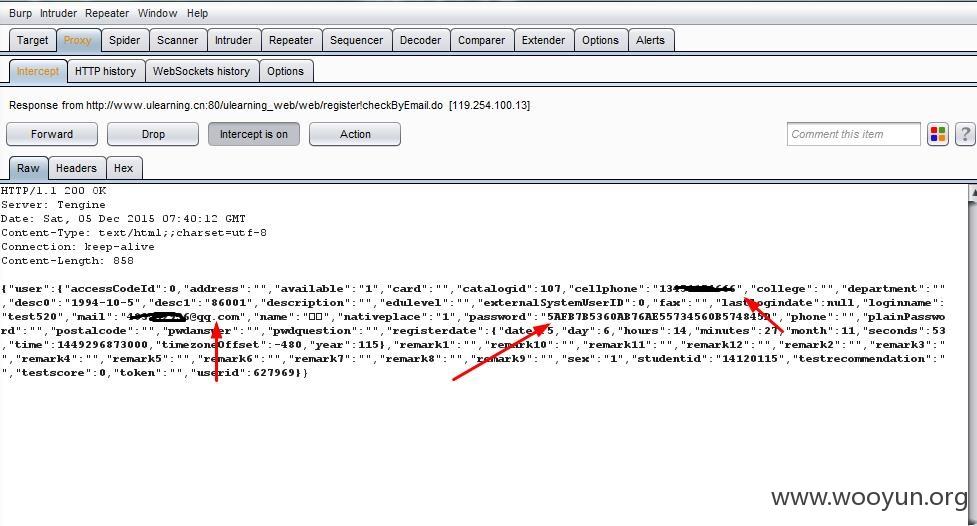 Burp Intruder Repeater Window Help
Target Proxy Spider Scanner Intruder Repeater Sequencer Decoder Comparer Extender Options Alerts
Intercept HTTP history WebSockets history Options
Response from http://www.ulearning.cn:80/ulearning_web/web/register!checkByEmail.do [119.254.100.13]
Forward Drop Intercept is on Action Comment this item ?
Raw Headers Hex
HTTP/1.1 200 OK
Server: Tengine
Date: Sat, 05 Dec 2015 07:40:12 GMT
Content-Type: text/html;;charset=utf-8
Connection: keep-alive
Content-Length: 858
{"user":{"accessCodeId":0,"address":"","available":"1","card":"","catalogid":107,"cellphone":"13","college":"","department":""
,"desc0":"1994-10-5","desc1":"86001","description":"","edulevel":"","externalSystemUserID":0,"fax":"","lastlogindate":null,"loginname":
"test520","mail":"@qq.com","name":"□□","nativeplace":"1","password":","phone":"","plainPasswo
rd":"","postalcode":"","pwdanswer":"","pwdquestion":"","registerdate":{"date":5,"day":6,"hours":14,"minutes":27,"month":11,"seconds":53
,"time":1449296873000,"timezoneOffset":-480,"year":115},"remark1":"","remark10":"","remark11":"","remark12":"","remark2":"","remark3":"
","remark4":"","remark5":"","remark6":"","remark7":"","remark8":"","remark9":"","sex":"1","studentid":"14120115","testrecommendation":"
","testscore":0,"token":"","userid":627969}}
www.wooyun.org